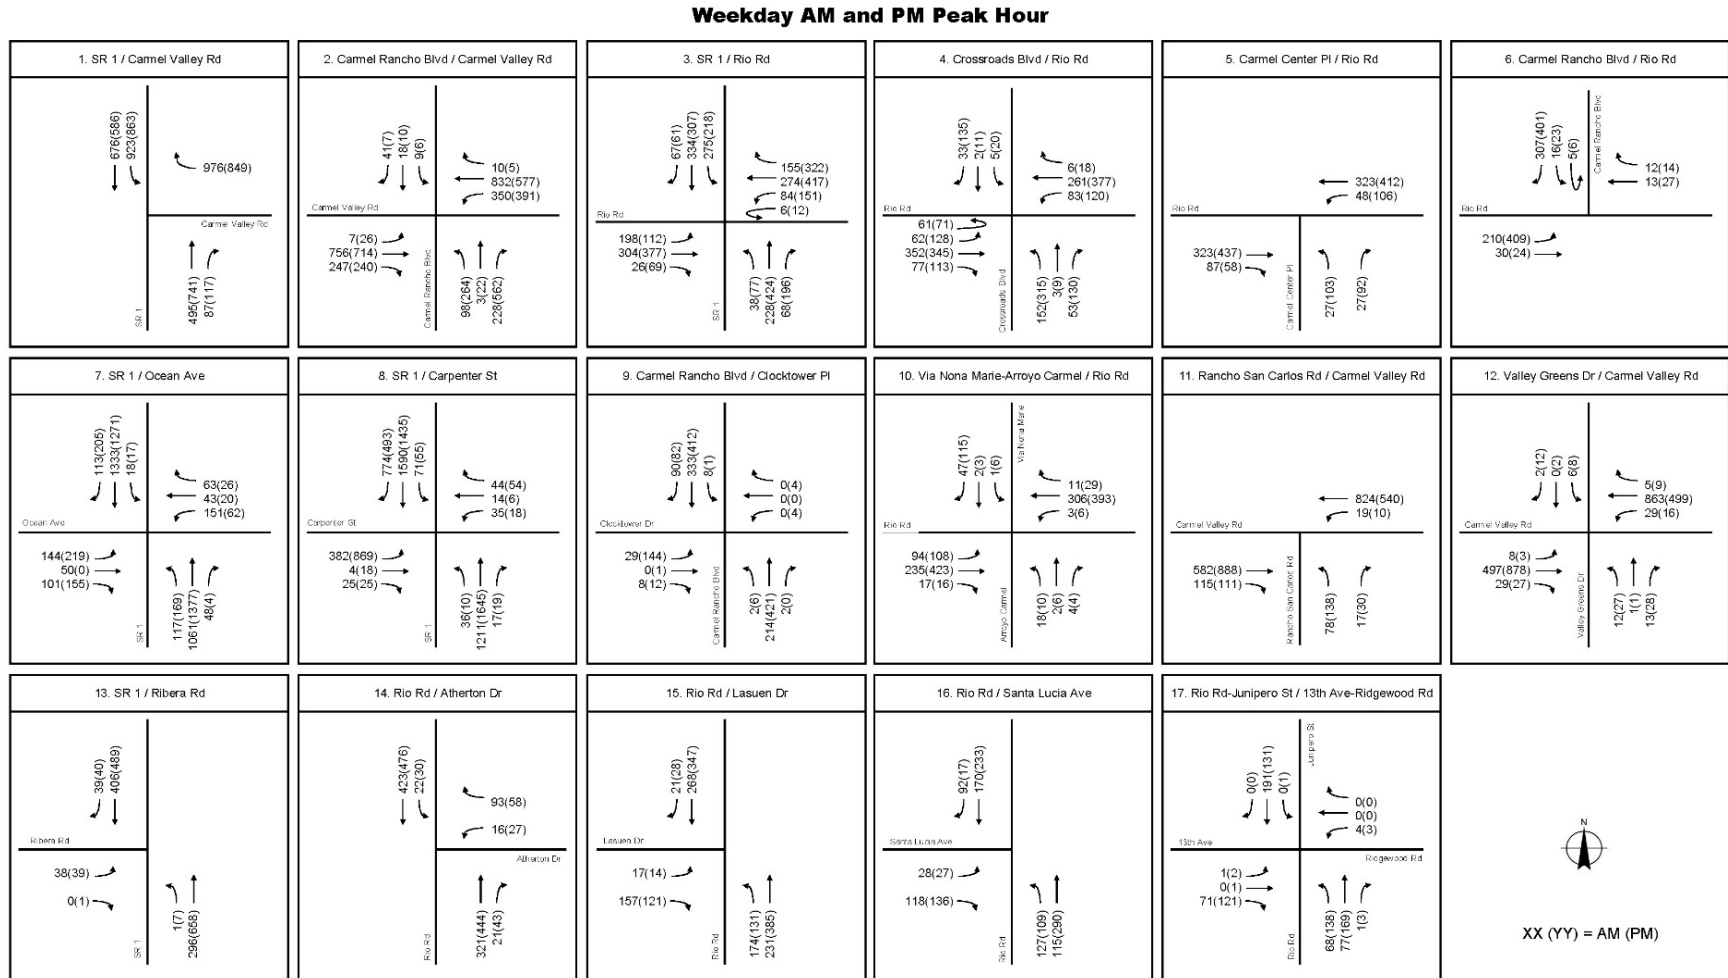 Weekday AM and PM Peak Hour
1. SR 1 / Carmel Valley Rd
676(586)
923(863)
976(849)
Carmel Valley Rd
SR 1
495(741)
87(117)
2. Carmel Rancho Blvd / Carmel Valley Rd
41(7)
18(10)
9(6)
10(5)
832(577)
350(391)
Carmel Valley Rd
7(26)
756(714)
247(240)
Carmel Rancho Blvd
98(264)
3(22)
228(562)
3. SR 1 / Rio Rd
67(61)
334(307)
275(218)
155(322)
274(417)
84(151)
6(12)
Rio Rd
198(112)
304(377)
26(69)
SR 1
38(77)
228(424)
68(196)
4. Crossroads Blvd / Rio Rd
33(135)
2(11)
5(20)
6(18)
261(377)
83(120)
Rio Rd
61(71)
62(128)
352(345)
77(113)
Crossroads Blvd
152(315)
3(9)
53(130)
5. Carmel Center Pl / Rio Rd
323(412)
48(106)
Rio Rd
323(437)
87(58)
Carmel Center Pl
27(103)
27(92)
6. Carmel Rancho Blvd / Rio Rd
307(401)
16(23)
5(6)
Carmel Rancho Blvd
12(14)
13(27)
Rio Rd
210(409)
30(24)
7. SR 1 / Ocean Ave
113(205)
1333(1271)
18(17)
63(26)
43(20)
151(62)
Ocean Ave
144(219)
50(0)
101(155)
SR 1
117(169)
1061(1377)
48(4)
8. SR 1 / Carpenter St
774(493)
1590(1435)
71(55)
44(54)
14(6)
35(18)
Carpenter St
382(869)
4(18)
25(25)
SR 1
36(10)
1211(1645)
17(19)
9. Carmel Rancho Blvd / Clocktower Pl
90(82)
333(412)
8(1)
0(4)
0(0)
0(4)
Clocktower Dr
29(144)
0(1)
8(12)
Carmel Rancho Blvd
2(6)
214(421)
2(0)
10. Via Nona Marie-Arroyo Carmel / Rio Rd
47(115)
2(3)
1(6)
Via Nona Marie
11(29)
306(393)
3(6)
Rio Rd
94(108)
235(423)
17(16)
Arroyo Carmel
18(10)
2(6)
4(4)
11. Rancho San Carlos Rd / Carmel Valley Rd
824(540)
19(10)
Carmel Valley Rd
582(888)
115(111)
Rancho San Carlos Rd
78(138)
17(30)
12. Valley Greens Dr / Carmel Valley Rd
2(12)
0(2)
6(8)
5(9)
863(499)
29(16)
Carmel Valley Rd
8(3)
497(878)
29(27)
Valley Greens Dr
12(27)
1(1)
13(28)
13. SR 1 / Ribera Rd
39(40)
406(489)
Ribera Rd
38(39)
0(1)
SR 1
1(7)
296(658)
14. Rio Rd / Atherton Dr
423(476)
22(30)
93(58)
16(27)
Atherton Dr
Rio Rd
321(444)
21(43)
15. Rio Rd / Lasuen Dr
21(28)
268(347)
Lasuen Dr
17(14)
157(121)
Rio Rd
174(131)
231(385)
16. Rio Rd / Santa Lucia Ave
92(17)
170(233)
Santa Lucia Ave
28(27)
118(136)
Rio Rd
127(109)
115(290)
17. Rio Rd-Junipero St / 13th Ave-Ridgewood Rd
0(0)
191(131)
0(1)
Junipero St
0(0)
0(0)
4(3)
13th Ave
Ridgewood Rd
1(2)
0(1)
71(121)
Rio Rd
68(138)
77(169)
1(3)
N
XX (YY) = AM (PM)